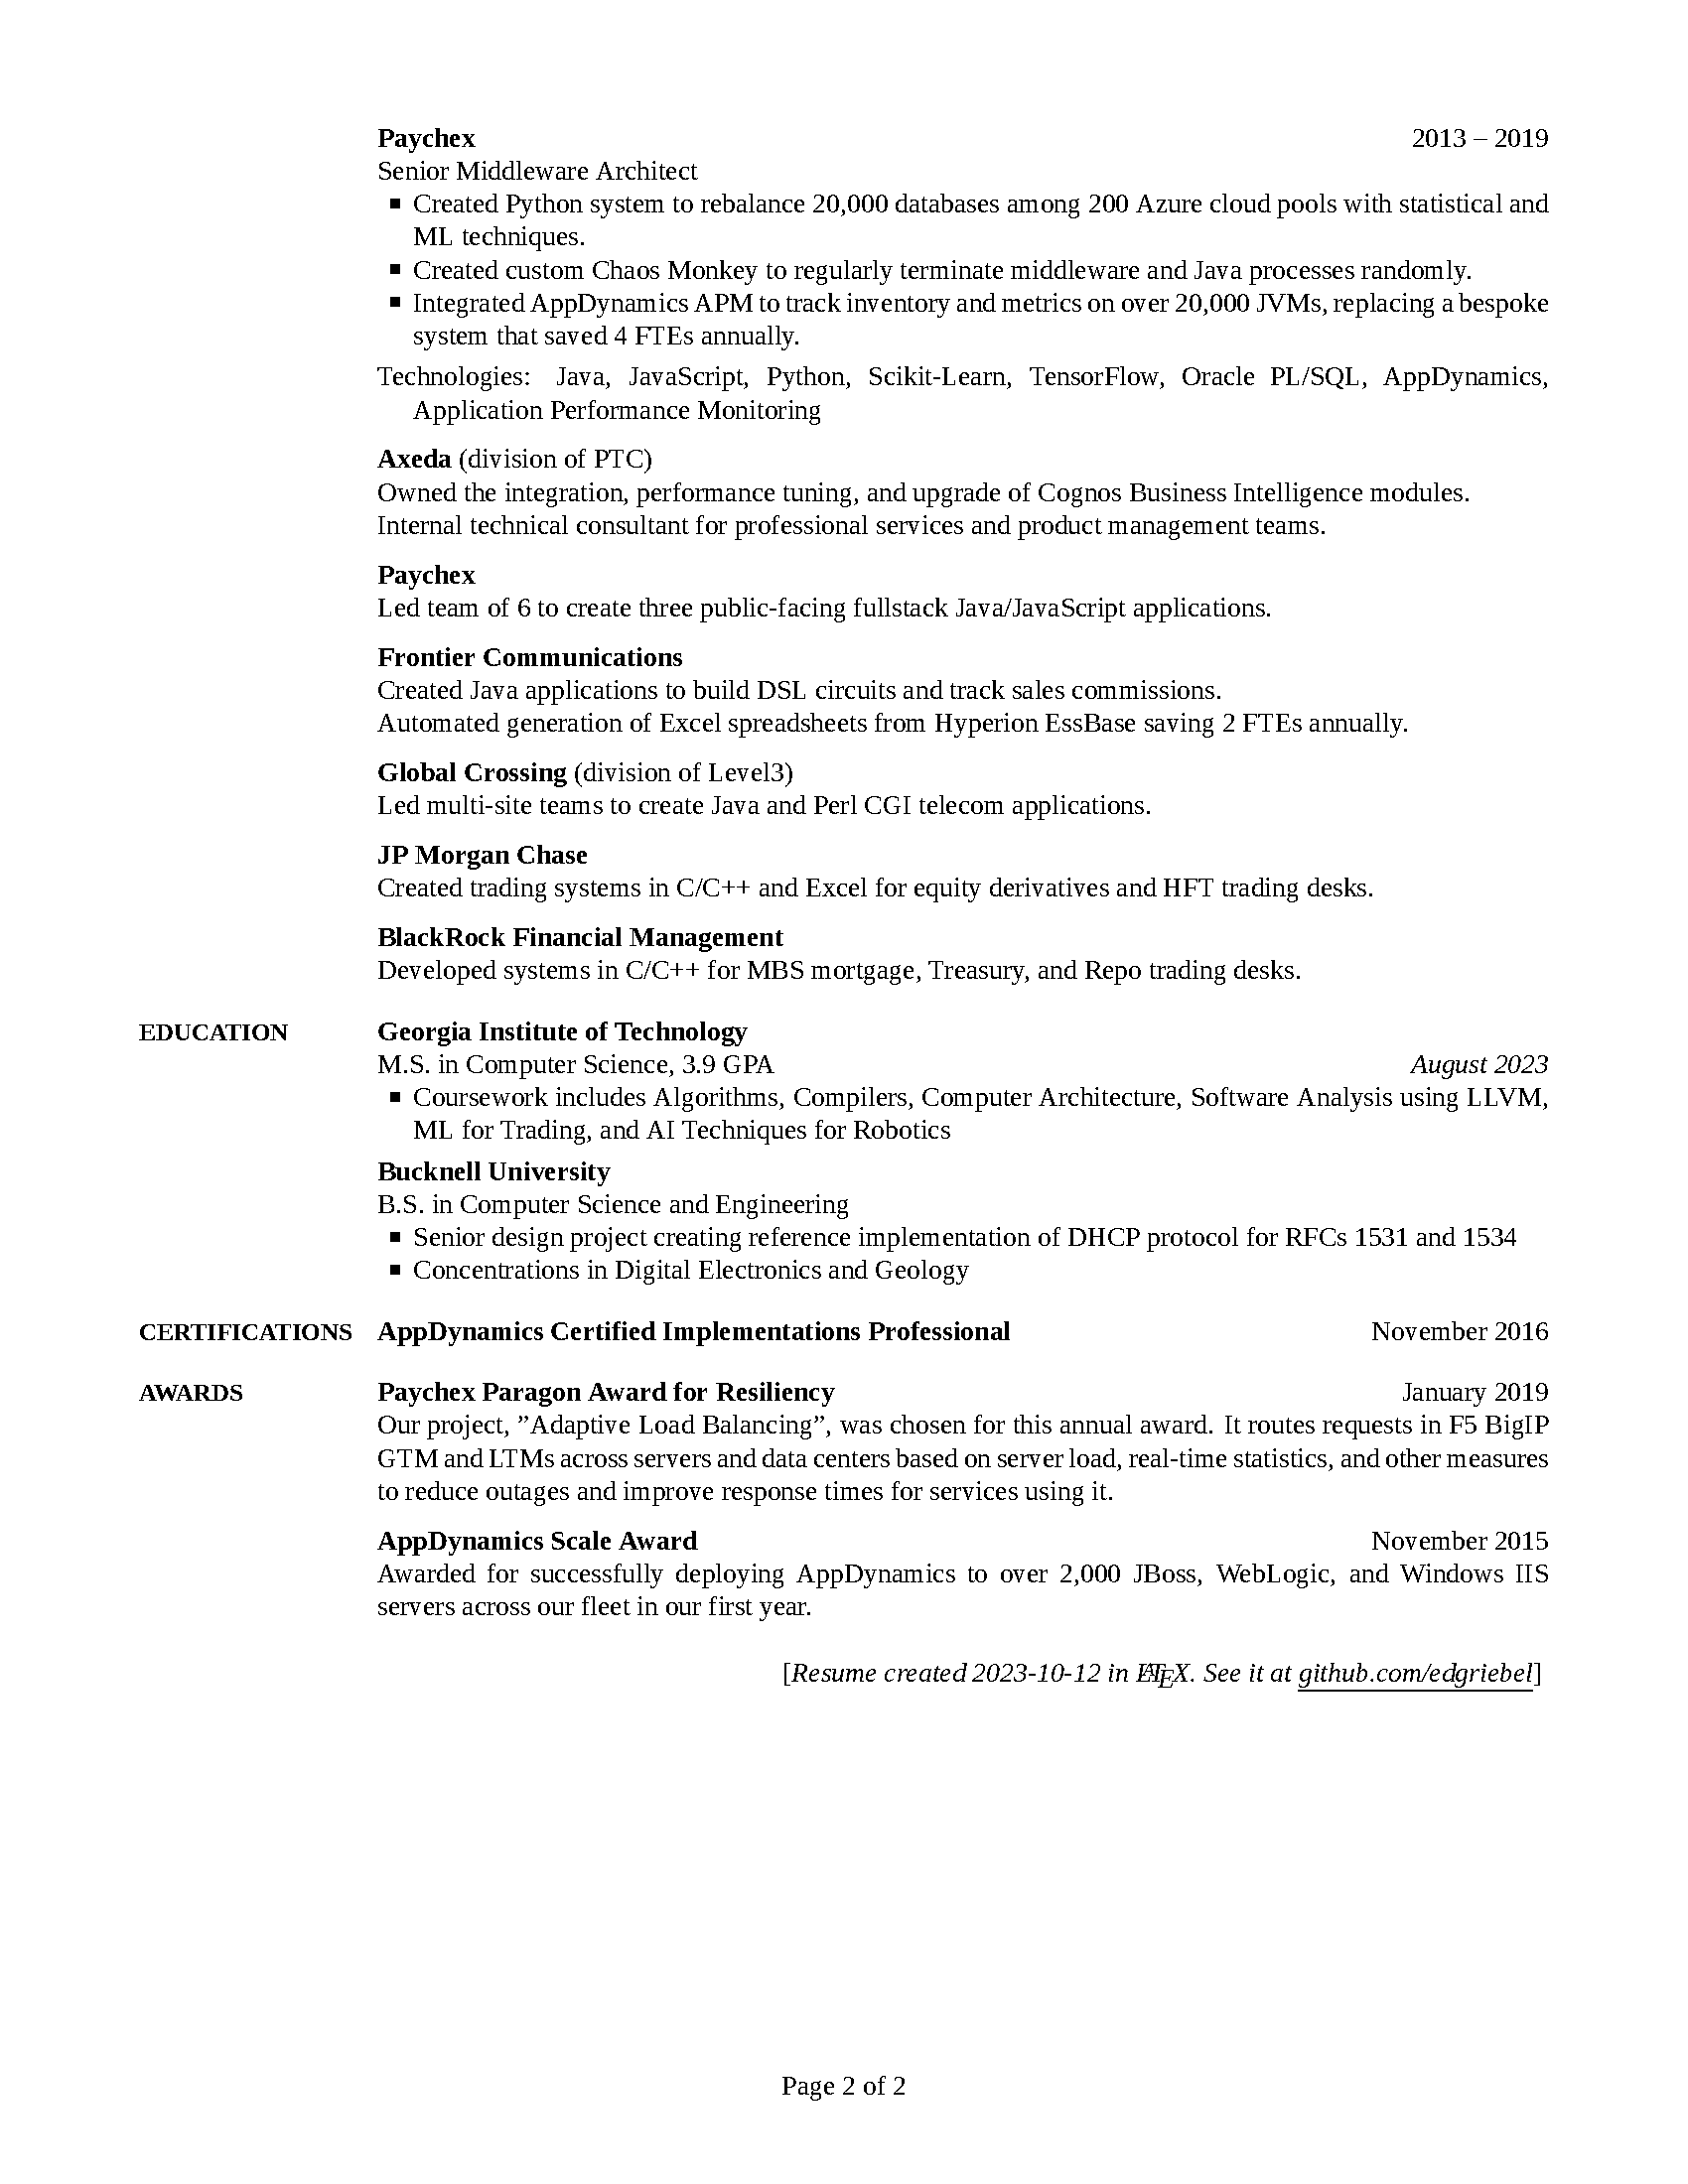 Paychex 2013 – 2019
Senior Middleware Architect
■ Created Python system to rebalance 20,000 databases among 200 Azure cloud pools with statistical and
ML techniques.
■ Created custom Chaos Monkey to regularly terminate middleware and Java processes randomly.
■ Integrated AppDynamics APM to track inventory and metrics on over 20,000 JVMs, replacing a bespoke
system that saved 4 FTEs annually.
Technologies: Java, JavaScript, Python, Scikit-Learn, TensorFlow, Oracle PL/SQL, AppDynamics,
Application Performance Monitoring
Axeda (division of PTC)
Owned the integration, performance tuning, and upgrade of Cognos Business Intelligence modules.
Internal technical consultant for professional services and product management teams.
Paychex
Led team of 6 to create three public-facing fullstack Java/JavaScript applications.
Frontier Communications
Created Java applications to build DSL circuits and track sales commissions.
Automated generation of Excel spreadsheets from Hyperion EssBase saving 2 FTEs annually.
Global Crossing (division of Level3)
Led multi-site teams to create Java and Perl CGI telecom applications.
JP Morgan Chase
Created trading systems in C/C++ and Excel for equity derivatives and HFT trading desks.
BlackRock Financial Management
Developed systems in C/C++ for MBS mortgage, Treasury, and Repo trading desks.
EDUCATION Georgia Institute of Technology
M.S. in Computer Science, 3.9 GPA August 2023
■ Coursework includes Algorithms, Compilers, Computer Architecture, Software Analysis using LLVM,
ML for Trading, and AI Techniques for Robotics
Bucknell University
B.S. in Computer Science and Engineering
■ Senior design project creating reference implementation of DHCP protocol for RFCs 1531 and 1534
■ Concentrations in Digital Electronics and Geology
CERTIFICATIONS AppDynamics Certified Implementations Professional November 2016
AWARDS Paychex Paragon Award for Resiliency January 2019
Our project, ”Adaptive Load Balancing”, was chosen for this annual award. It routes requests in F5 BigIP
GTM and LTMs across servers and data centers based on server load, real-time statistics, and other measures
to reduce outages and improve response times for services using it.
AppDynamics Scale Award November 2015
Awarded for successfully deploying AppDynamics to over 2,000 JBoss, WebLogic, and Windows IIS
servers across our fleet in our first year.
[Resume created 2023-10-12 in LATEX. See it at github.com/edgriebel]
Page 2 of 2